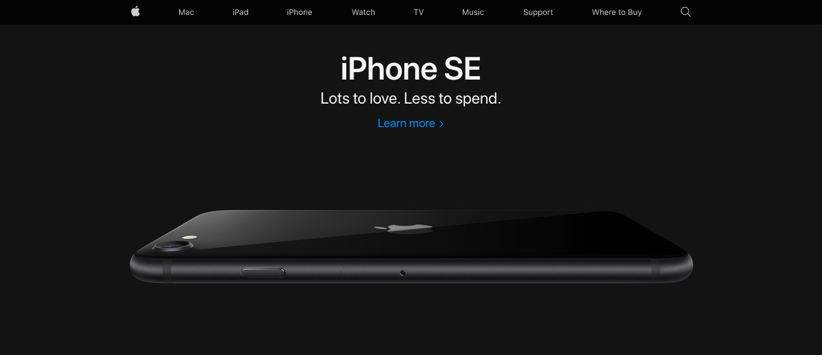 Mac iPad iPhone Watch TV Music Support Where to Buy
iPhone SE
Lots to love. Less to spend.
Learn more >